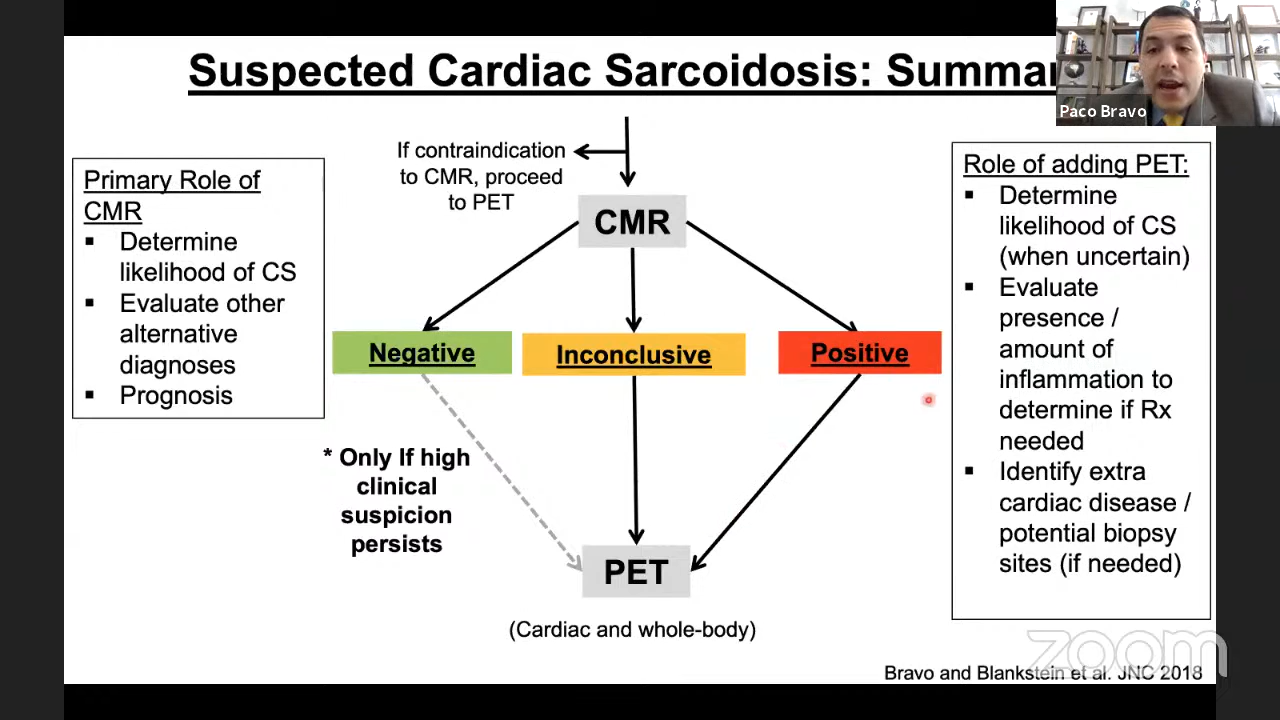 Suspected Cardiac Sarcoidosis: Summar
Paco Bravo
If contraindication
to CMR, proceed
to PET
Primary Role of
CMR
▪ Determine
likelihood of CS
▪ Evaluate other
alternative
diagnoses
▪ Prognosis
CMR
Negative
Inconclusive
Positive
* Only If high
clinical
suspicion
persists
PET
(Cardiac and whole-body)
Role of adding PET:
▪ Determine
likelihood of CS
(when uncertain)
▪ Evaluate
presence /
amount of
inflammation to
determine if Rx
needed
▪ Identify extra
cardiac disease /
potential biopsy
sites (if needed)
zoom
Bravo and Blankstein et al. JNC 2018